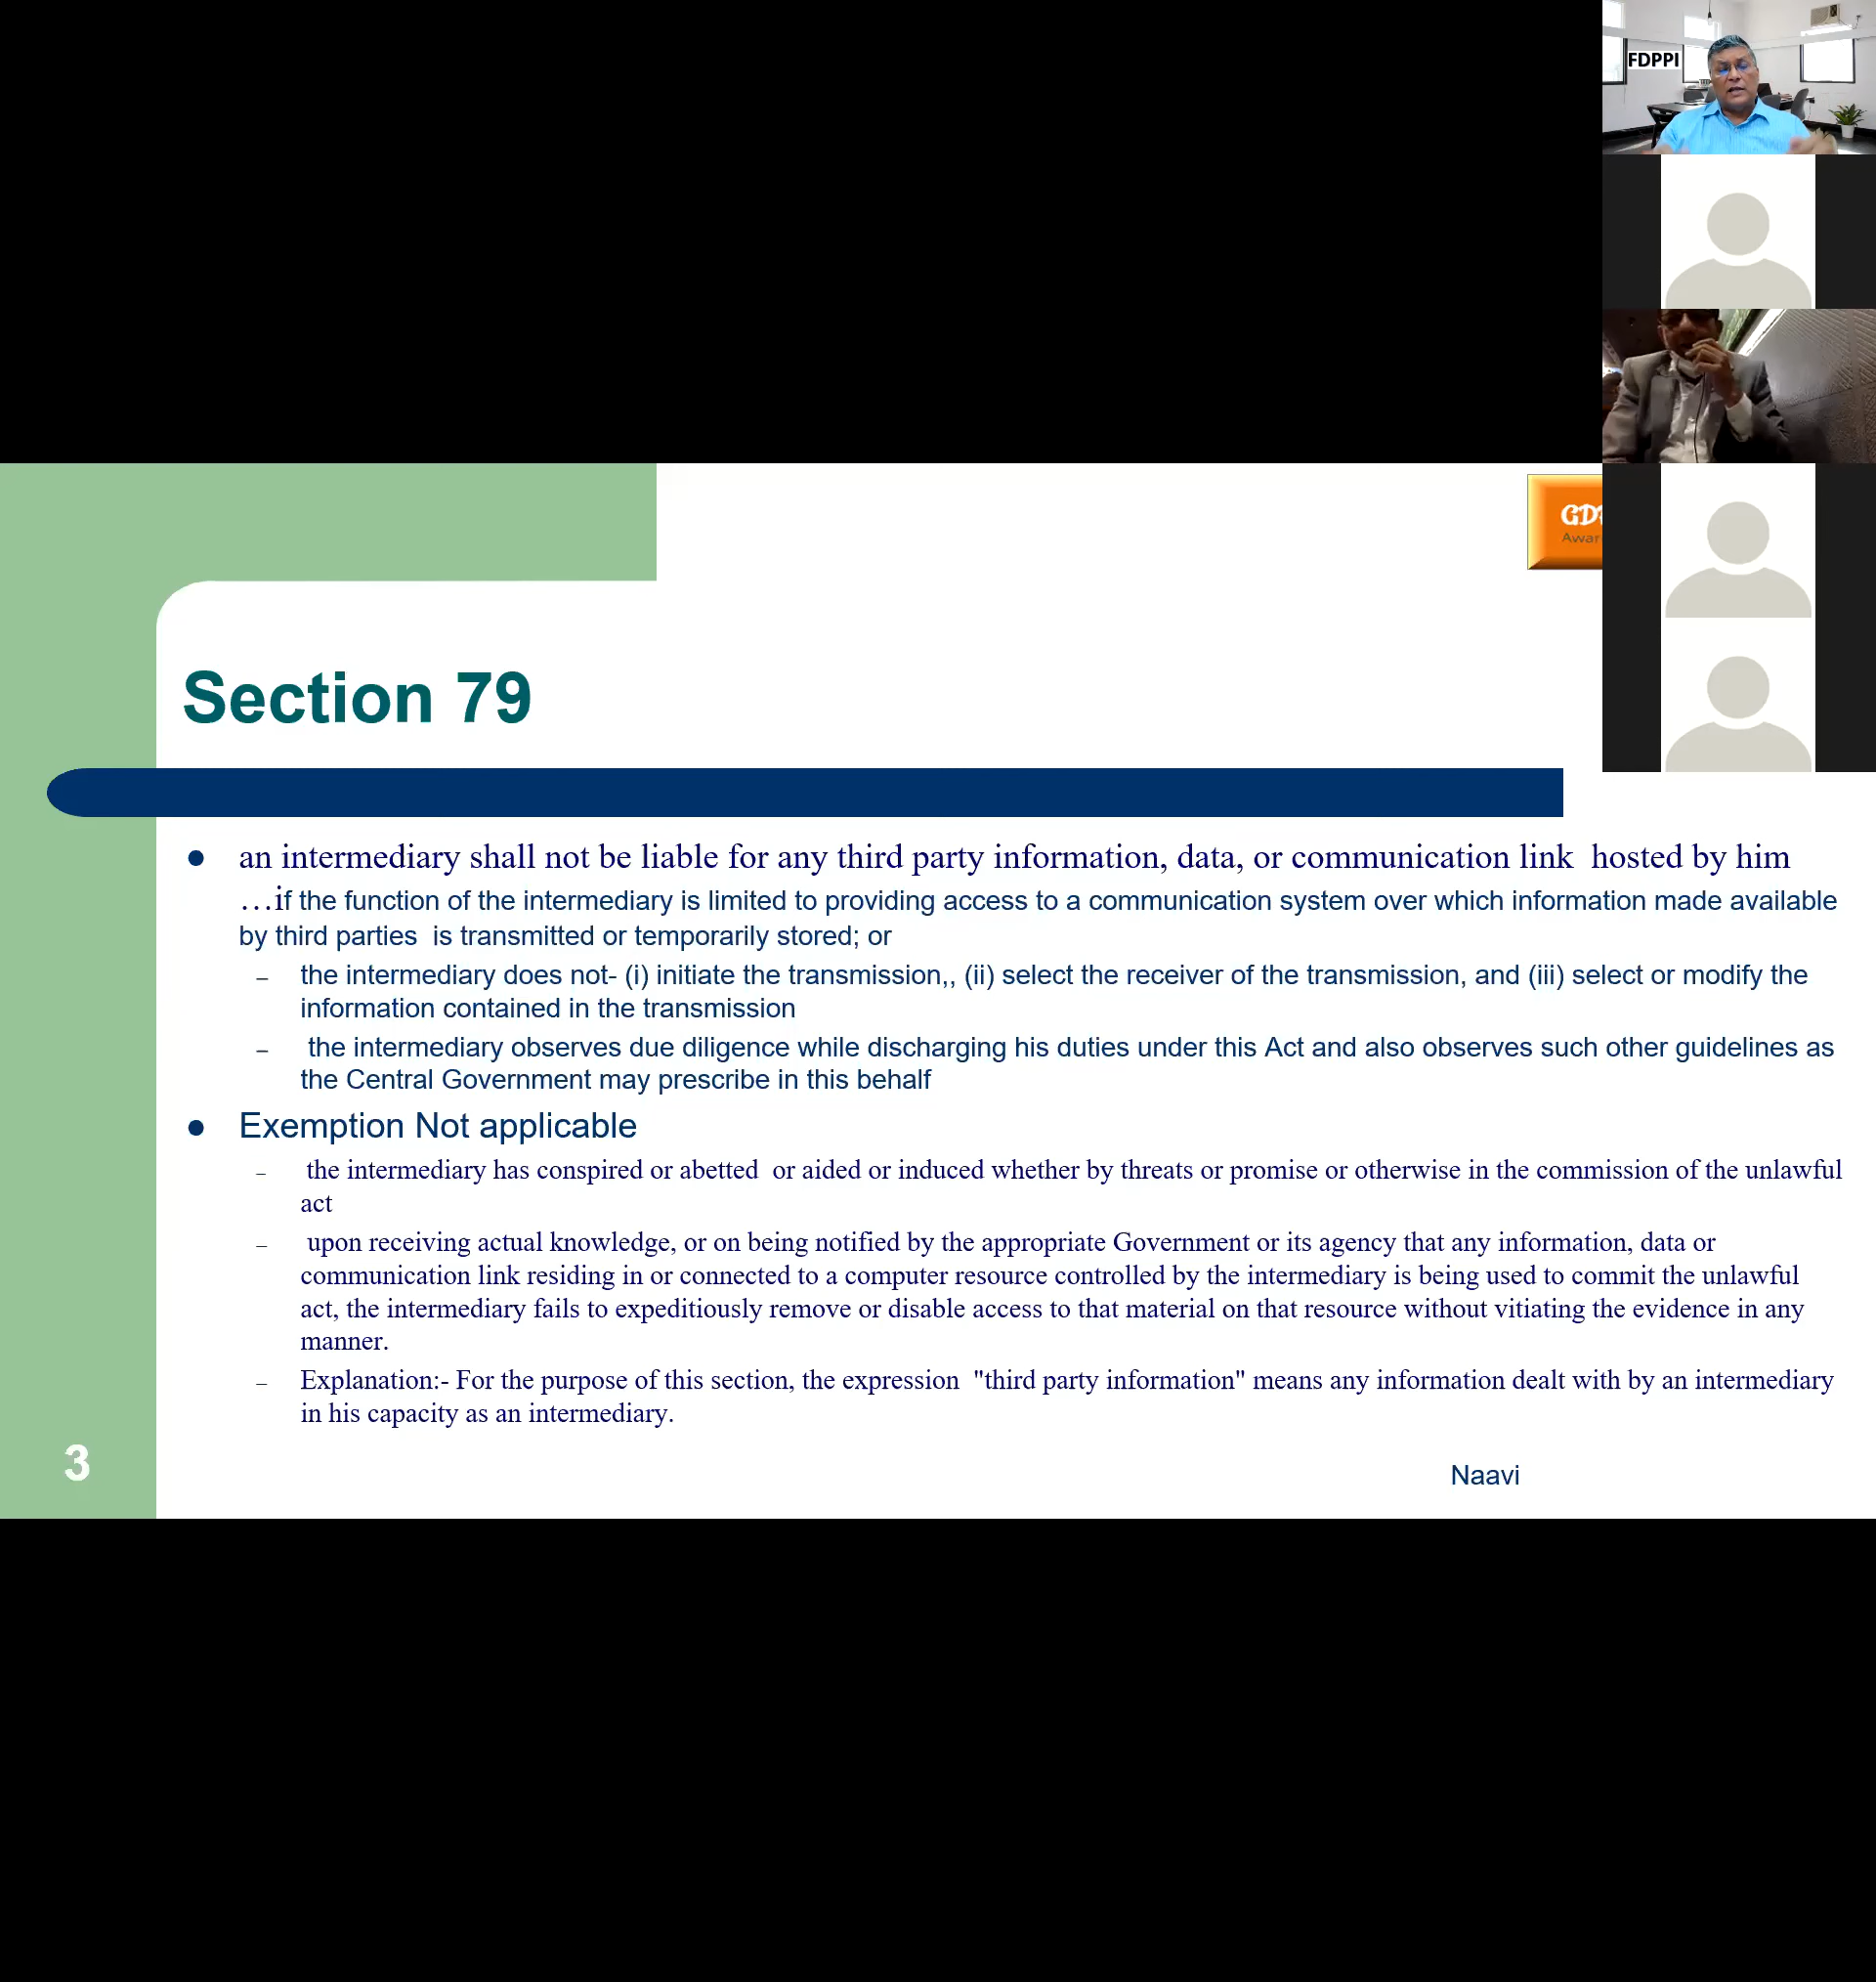 FDPPI
Section 79
an intermediary shall not be liable for any third party information, data, or communication link hosted by him
…if the function of the intermediary is limited to providing access to a communication system over which information made available
by third parties is transmitted or temporarily stored; or
– the intermediary does not- (i) initiate the transmission,, (ii) select the receiver of the transmission, and (iii) select or modify the
information contained in the transmission
– the intermediary observes due diligence while discharging his duties under this Act and also observes such other guidelines as
the Central Government may prescribe in this behalf
Exemption Not applicable
– the intermediary has conspired or abetted or aided or induced whether by threats or promise or otherwise in the commission of the unlawful
act
– upon receiving actual knowledge, or on being notified by the appropriate Government or its agency that any information, data or
communication link residing in or connected to a computer resource controlled by the intermediary is being used to commit the unlawful
act, the intermediary fails to expeditiously remove or disable access to that material on that resource without vitiating the evidence in any
manner.
– Explanation:- For the purpose of this section, the expression "third party information" means any information dealt with by an intermediary
in his capacity as an intermediary.
3
Naavi